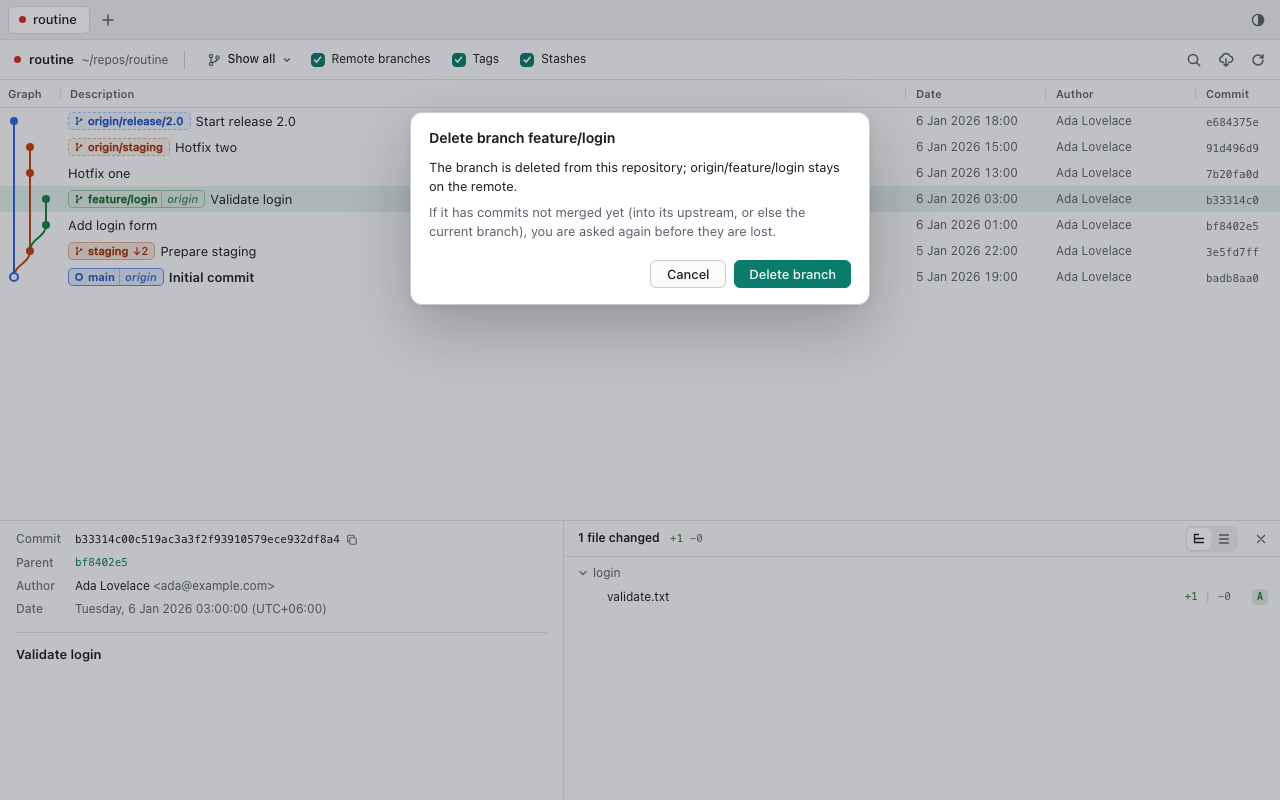 routine
routine ~/repos/routine Show all Remote branches Tags Stashes
Graph Description Date Author Commit
origin/release/2.0 Start release 2.0 6 Jan 2026 18:00 Ada Lovelace e684375e
origin/staging Hotfix two 6 Jan 2026 15:00 Ada Lovelace 91d496d9
Hotfix one 6 Jan 2026 13:00 Ada Lovelace 7b20fa0d
feature/login origin Validate login 6 Jan 2026 03:00 Ada Lovelace b33314c0
Add login form 6 Jan 2026 01:00 Ada Lovelace bf8402e5
staging ↓2 Prepare staging 5 Jan 2026 22:00 Ada Lovelace 3e5fd7ff
main origin Initial commit 5 Jan 2026 19:00 Ada Lovelace badb8aa0
Delete branch feature/login
The branch is deleted from this repository; origin/feature/login stays
on the remote.
If it has commits not merged yet (into its upstream, or else the
current branch), you are asked again before they are lost.
Cancel Delete branch
Commit b33314c00c519ac3a3f2f93910579ece932df8a4
Parent bf8402e5
Author Ada Lovelace <ada@example.com>
Date Tuesday, 6 Jan 2026 03:00:00 (UTC+06:00)
Validate login
1 file changed +1 −0
login
validate.txt +1 | −0 A